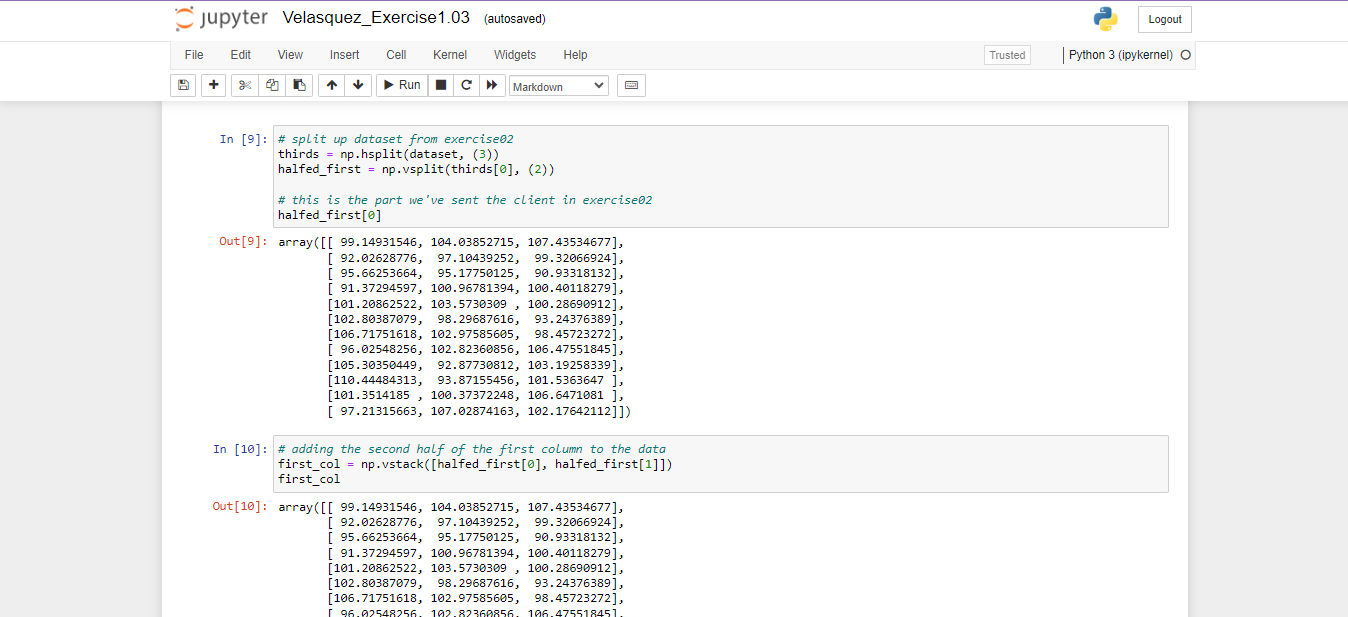 jupyter Velasquez_Exercise1.03 (autosaved) Logout
File Edit View Insert Cell Kernel Widgets Help Trusted Python 3 (ipykernel)
Run Markdown
In [9]: # split up dataset from exercise02
thirds = np.hsplit(dataset, (3))
halfed_first = np.vsplit(thirds[0], (2))
# this is the part we've sent the client in exercise02
halfed_first[0]
Out[9]: array([[ 99.14931546, 104.03852715, 107.43534677],
[ 92.02628776,  97.10439252,  99.32066924],
[ 95.66253664,  95.17750125,  90.93318132],
[ 91.37294597, 100.96781394, 100.40118279],
[101.20862522, 103.5730309 , 100.28690912],
[102.80387079,  98.29687616,  93.24376389],
[106.71751618, 102.97585605,  98.45723272],
[ 96.02548256, 102.82360856, 106.47551845],
[105.30350449,  92.87730812, 103.19258339],
[110.44484313,  93.87155456, 101.5363647 ],
[101.3514185 , 100.37372248, 106.6471081 ],
[ 97.21315663, 107.02874163, 102.17642112]])
In [10]: # adding the second half of the first column to the data
first_col = np.vstack([halfed_first[0], halfed_first[1]])
first_col
Out[10]: array([[ 99.14931546, 104.03852715, 107.43534677],
[ 92.02628776,  97.10439252,  99.32066924],
[ 95.66253664,  95.17750125,  90.93318132],
[ 91.37294597, 100.96781394, 100.40118279],
[101.20862522, 103.5730309 , 100.28690912],
[102.80387079,  98.29687616,  93.24376389],
[106.71751618, 102.97585605,  98.45723272],
[ 96.02548256, 102.82360856, 106.47551845],